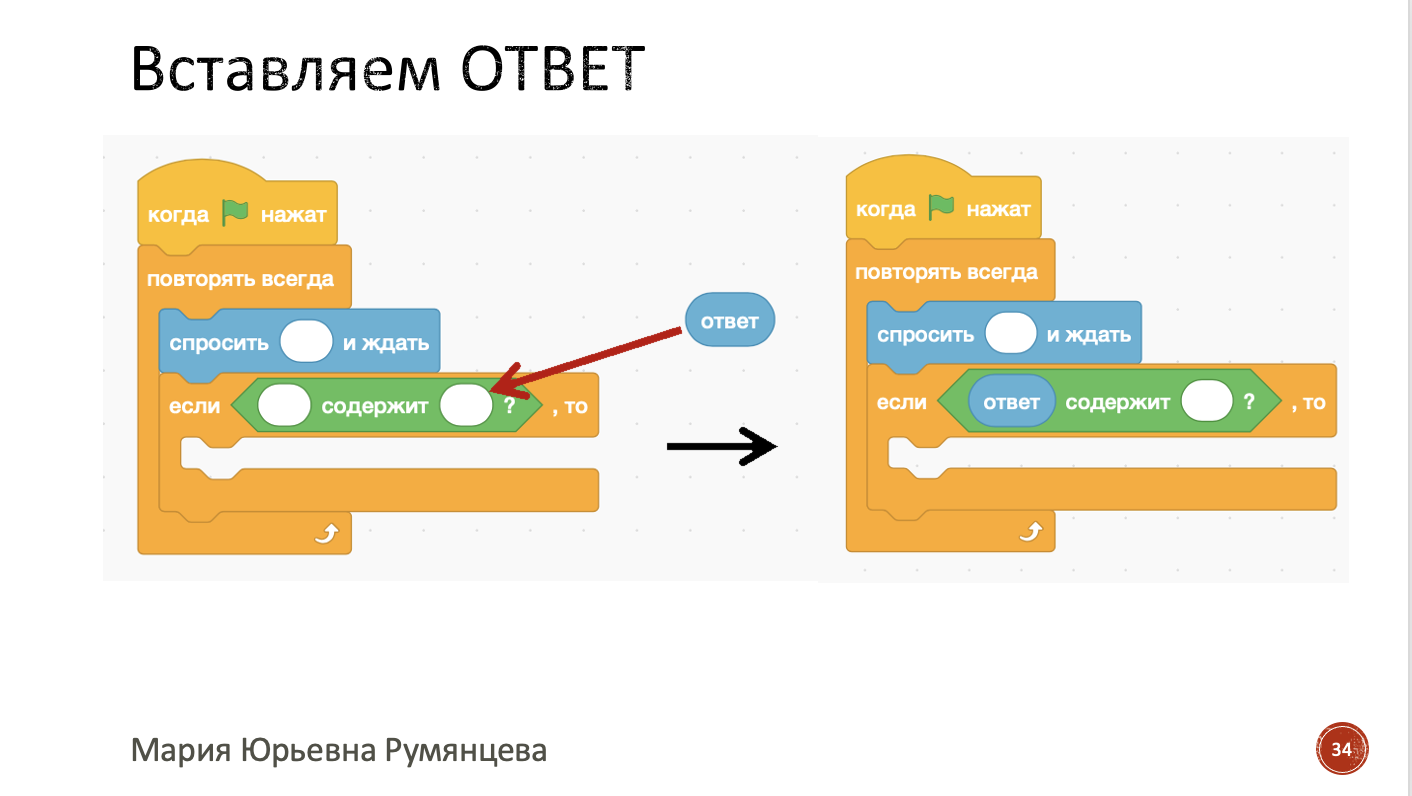 Вставляем ОТВЕТ
когда нажат
повторять всегда
спросить и ждать
если содержит ? , то
ответ
когда нажат
повторять всегда
спросить и ждать
если ответ содержит ? , то
Мария Юрьевна Румянцева
34